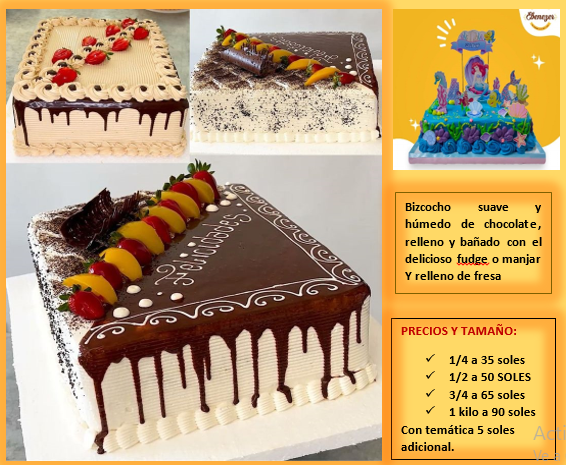 Ebenezer
Felicidades
Bizcocho suave y
húmedo de chocolate,
relleno y bañado con el
delicioso fudge o manjar
Y relleno de fresa
PRECIOS Y TAMAÑO:
✓ 1/4 a 35 soles
✓ 1/2 a 50 SOLES
✓ 3/4 a 65 soles
✓ 1 kilo a 90 soles
Con temática 5 soles
adicional.